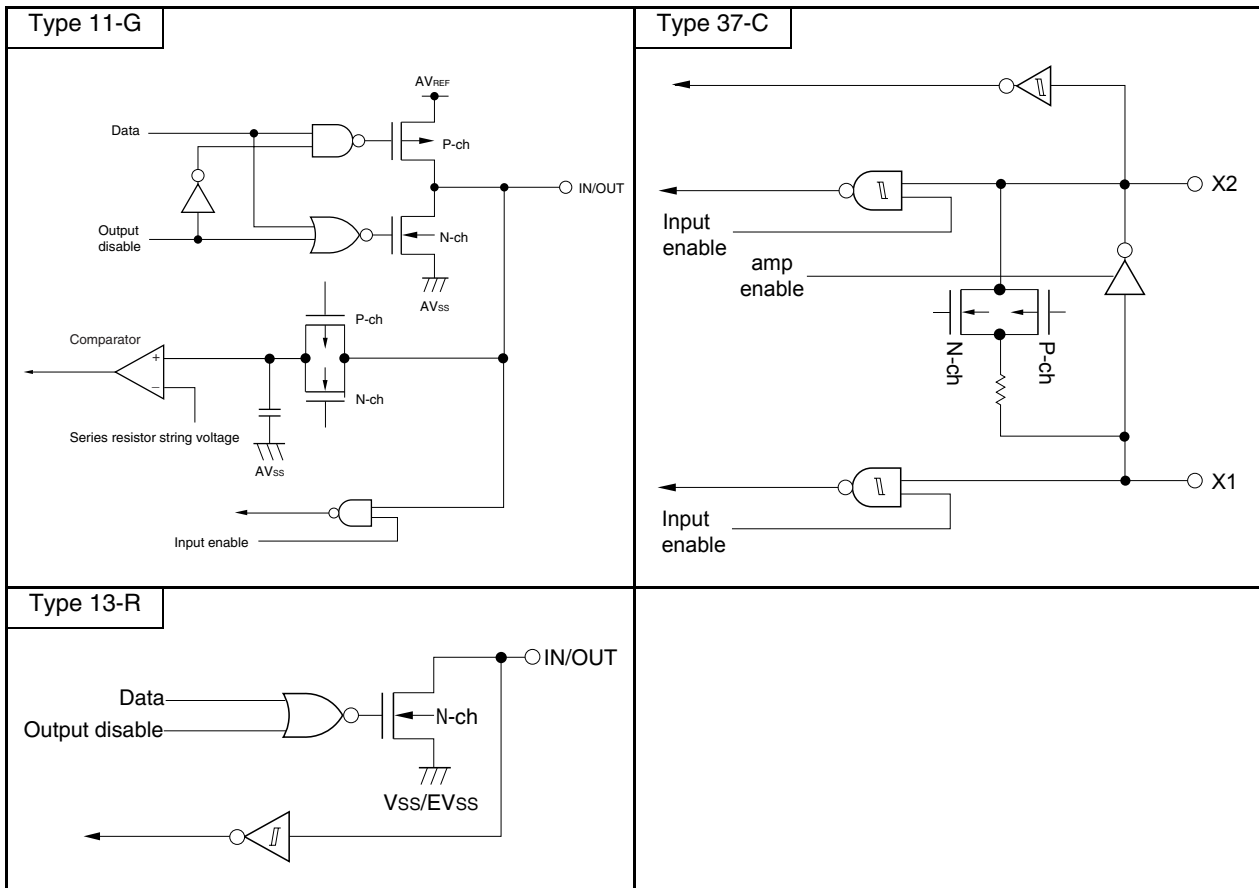 Type 11-G
AVREF
Data
P-ch
IN/OUT
Output
disable
N-ch
AVSS
P-ch
Comparator
+
−
N-ch
Series resistor string voltage
AVSS
Input enable
Type 37-C
X2
Input
enable
amp
enable
N-ch
P-ch
X1
Input
enable
Type 13-R
IN/OUT
Data
N-ch
Output disable
VSS/EVSS